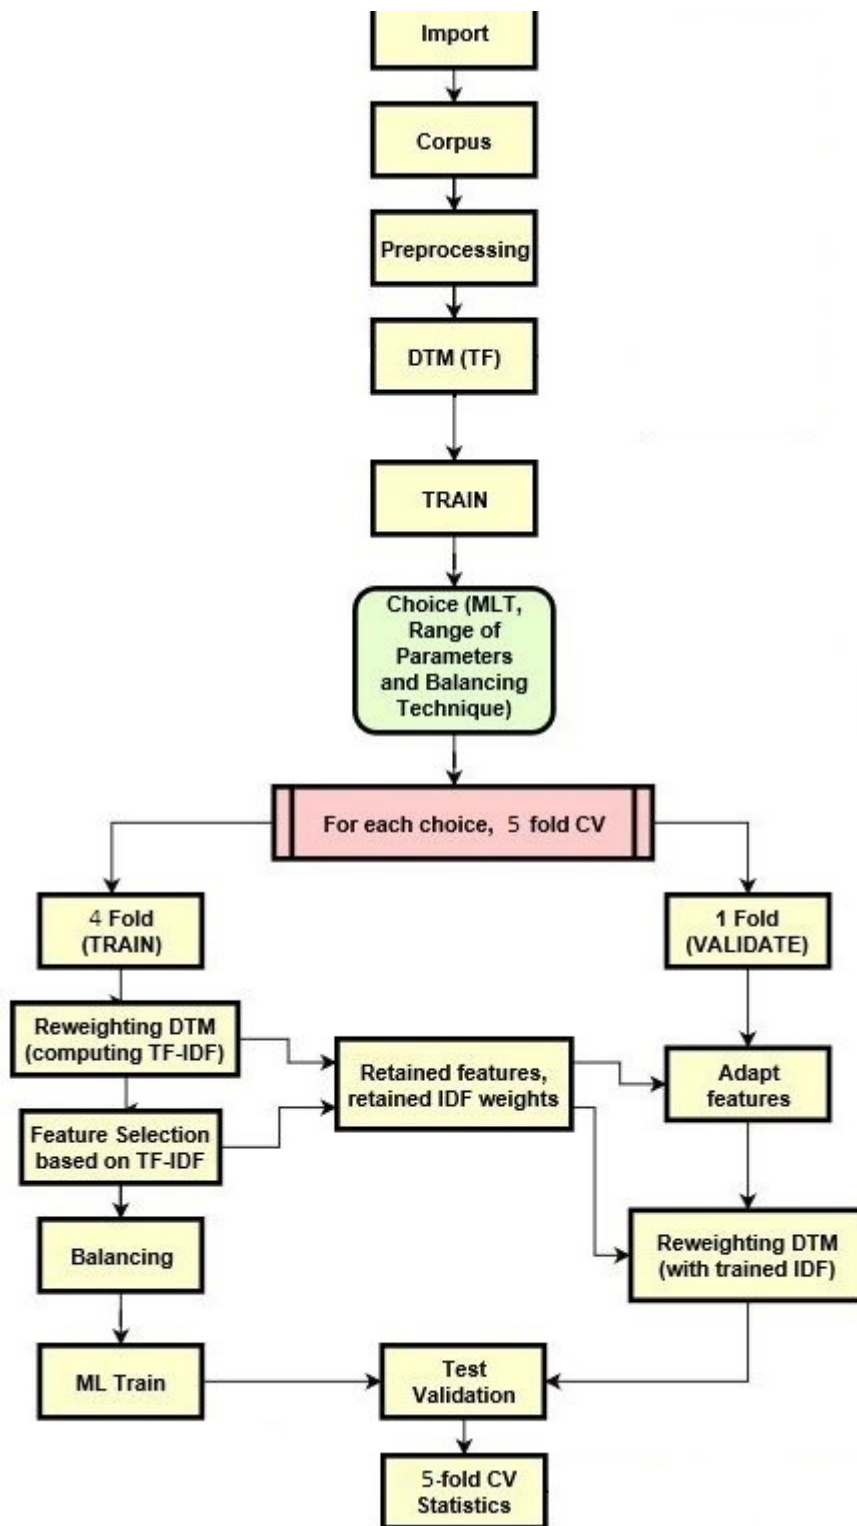 Import
Corpus
Preprocessing
DTM (TF)
TRAIN
Choice (MLT,
Range of
Parameters
and Balancing
Technique)
For each choice, 5 fold CV
4 Fold
(TRAIN)
1 Fold
(VALIDATE)
Reweighting DTM
(computing TF-IDF)
Retained features,
retained IDF weights
Adapt
features
Feature Selection
based on TF-IDF
Balancing
Reweighting DTM
(with trained IDF)
ML Train
Test
Validation
5-fold CV
Statistics